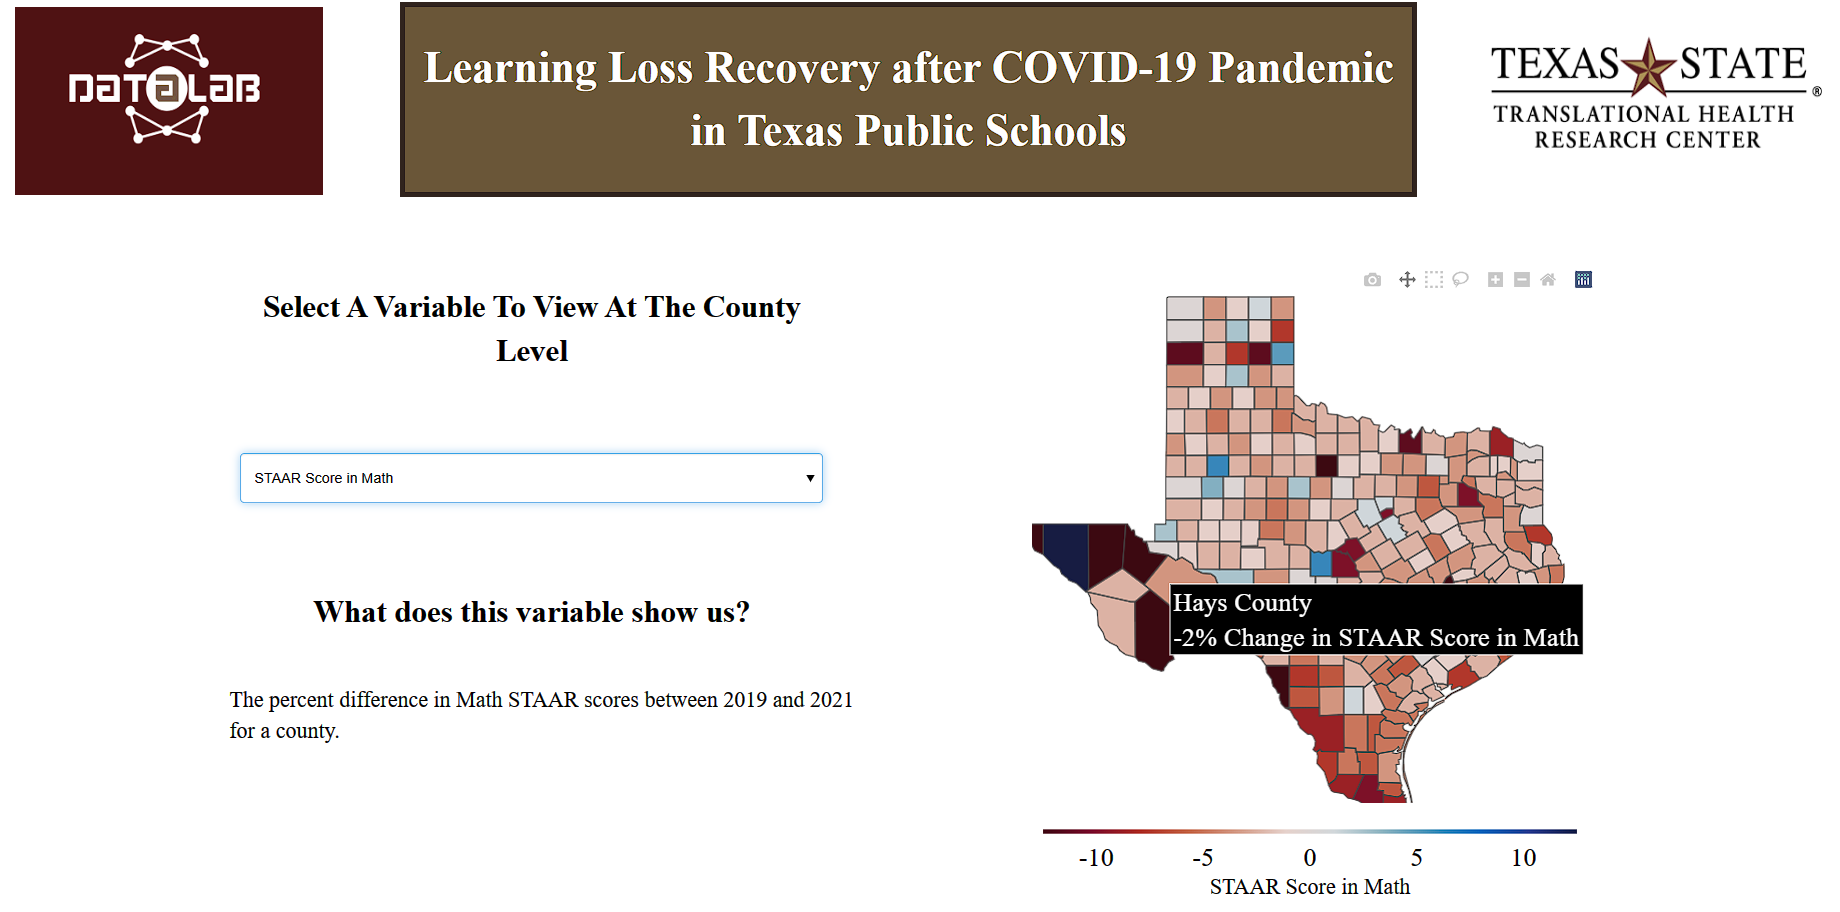 DATALAB
Learning Loss Recovery after COVID-19 Pandemic
in Texas Public Schools
TEXAS STATE
®
TRANSLATIONAL HEALTH
RESEARCH CENTER
Select A Variable To View At The County
Level
STAAR Score in Math
What does this variable show us?
The percent difference in Math STAAR scores between 2019 and 2021
for a county.
Hays County
-2% Change in STAAR Score in Math
-10 -5 0 5 10
STAAR Score in Math